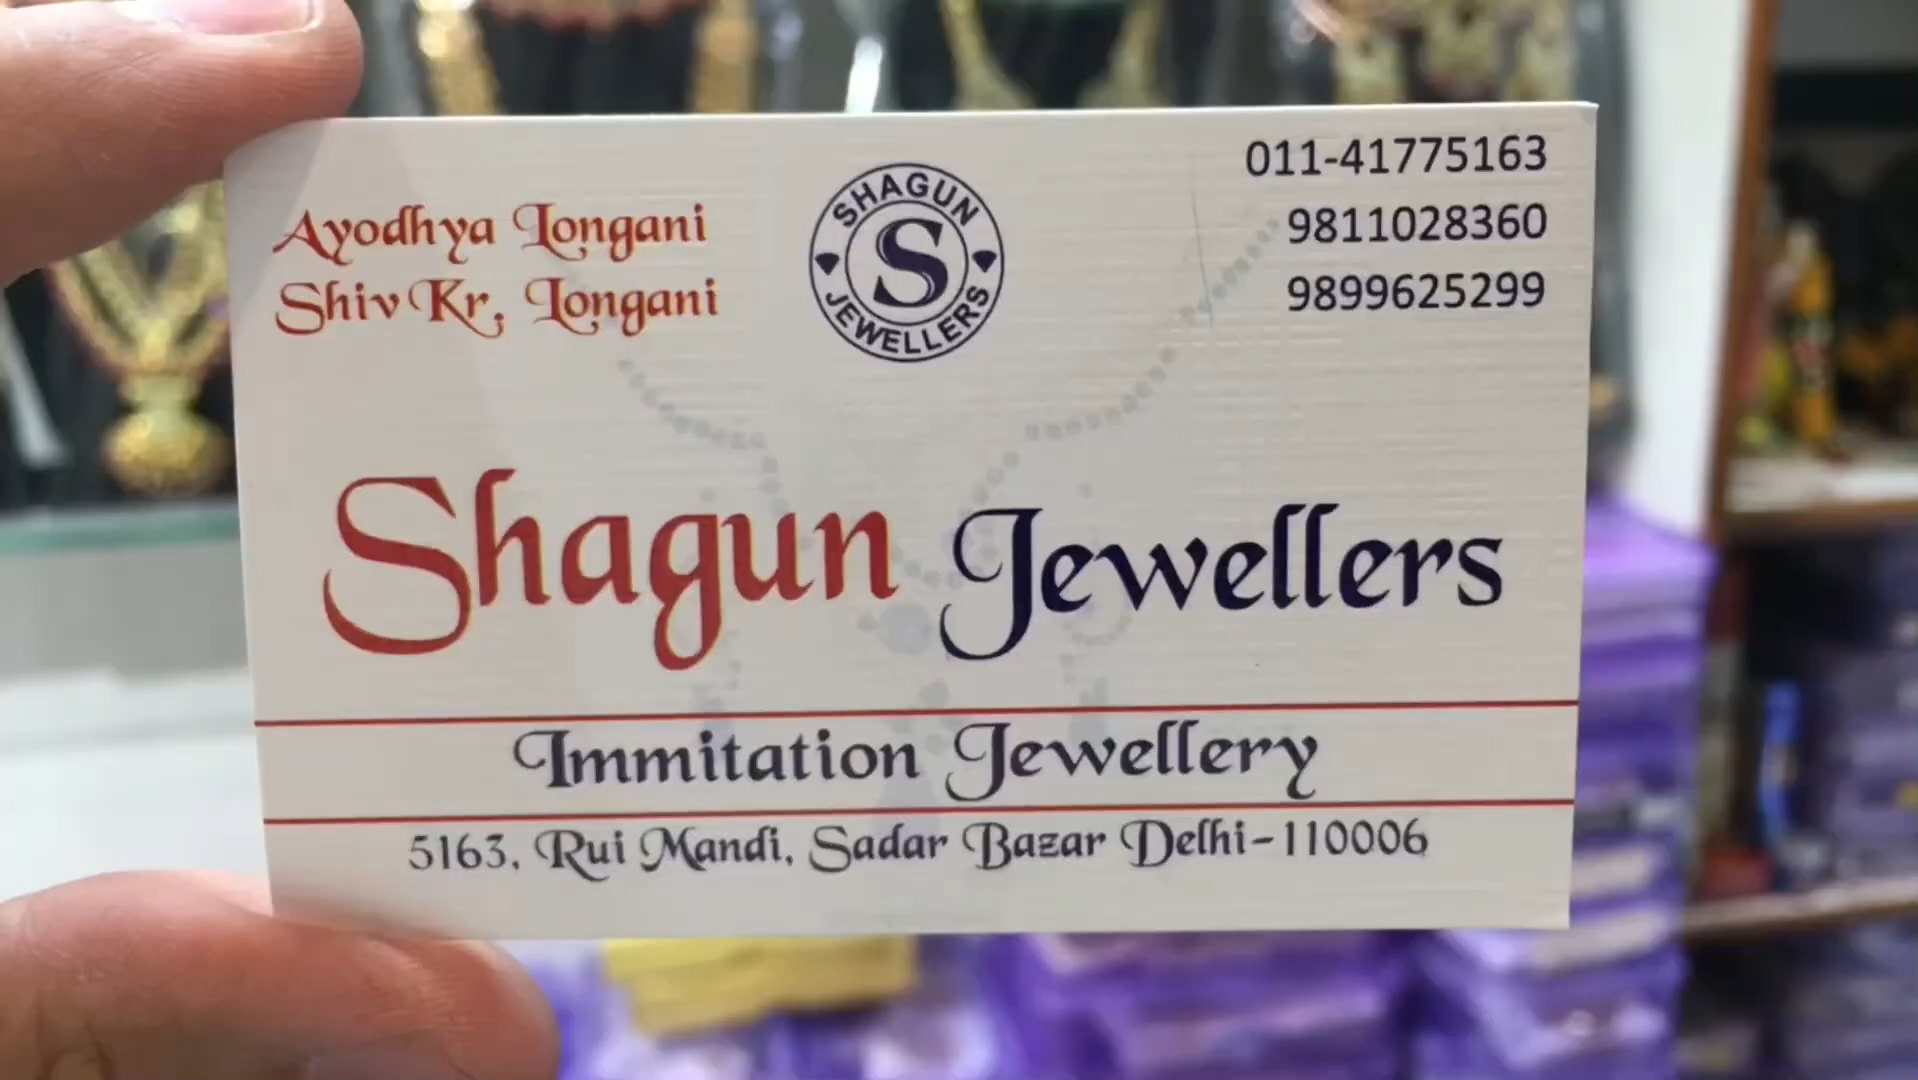 Ayodhya Longani
Shiv Kr. Longani
SHAGUN
S
JEWELLERS
011-41775163
9811028360
9899625299
Shagun Jewellers
Immitation Jewellery
5163, Rui Mandi, Sadar Bazar Delhi-110006